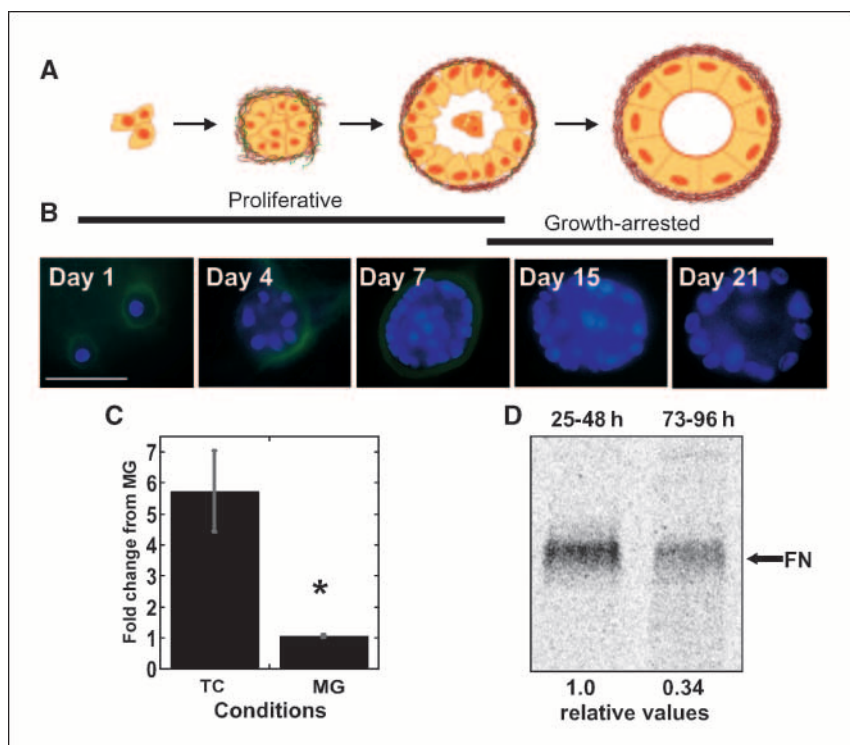 A
Proliferative
B
Growth-arrested
Day 1
Day 4
Day 7
Day 15
Day 21
C
Fold change from MG
7
6
5
4
3
2
1
0
*
TC
MG
Conditions
D
25-48 h
73-96 h
FN
1.0
0.34
relative values